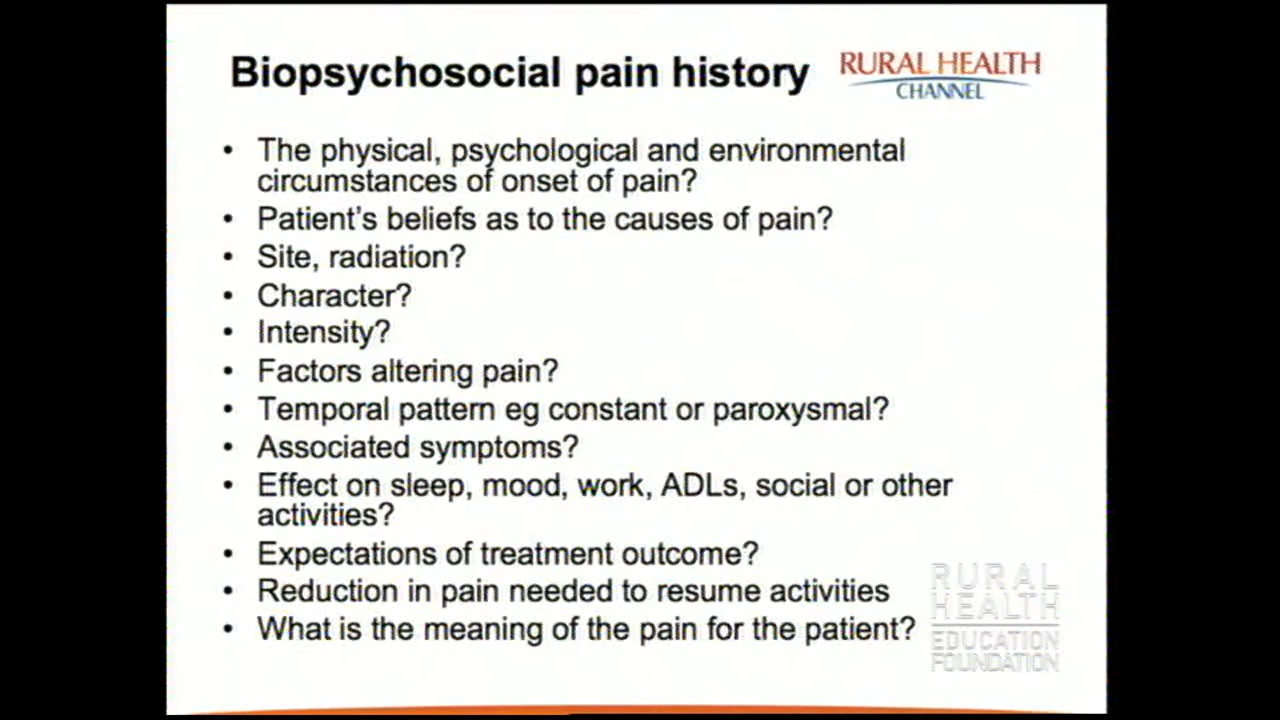 Biopsychosocial pain history
RURAL HEALTH
CHANNEL
• The physical, psychological and environmental
circumstances of onset of pain?
• Patient's beliefs as to the causes of pain?
• Site, radiation?
• Character?
• Intensity?
• Factors altering pain?
• Temporal pattern eg constant or paroxysmal?
• Associated symptoms?
• Effect on sleep, mood, work, ADLs, social or other
activities?
• Expectations of treatment outcome?
• Reduction in pain needed to resume activities
• What is the meaning of the pain for the patient?
RURAL
HEALTH
EDUCATION
FOUNDATION